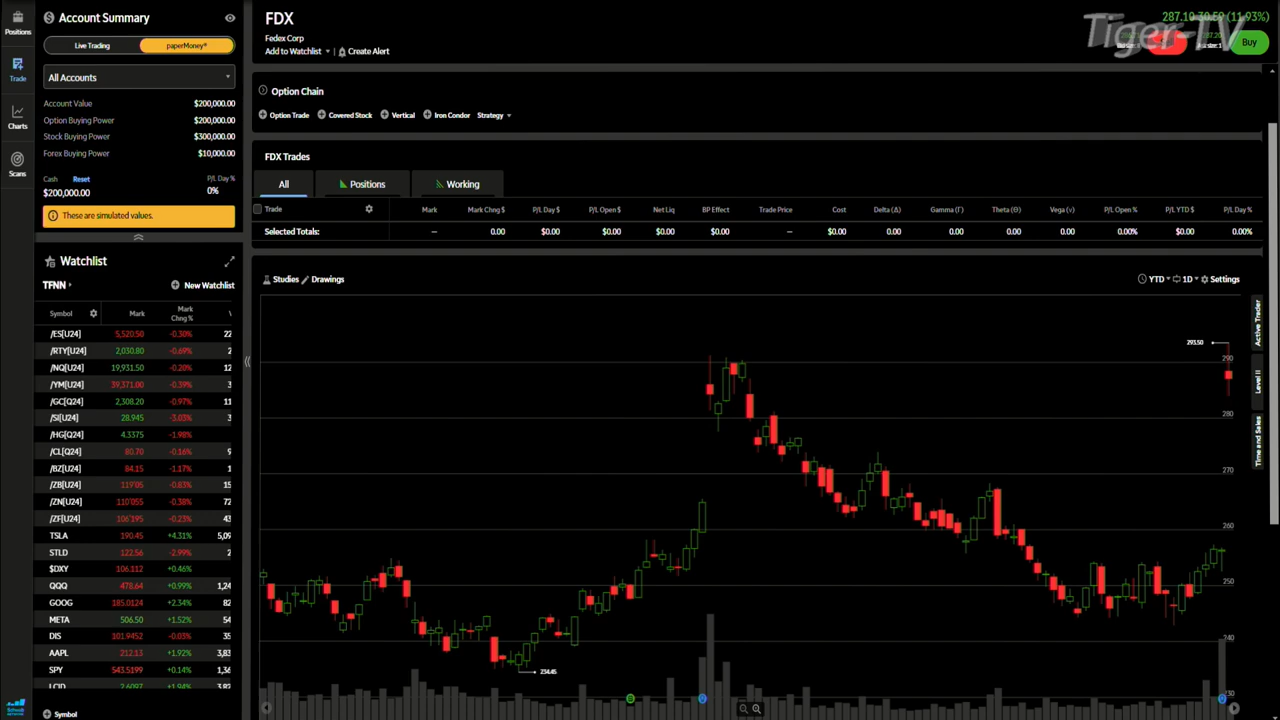 Positions
Trade
Charts
Scans
Account Summary
Live Trading
paperMoney®
All Accounts
Account Value $200,000.00
Option Buying Power $200,000.00
Stock Buying Power $300,000.00
Forex Buying Power $10,000.00
Cash Reset P/L Day %
$200,000.00 0%
These are simulated values.
Watchlist
TFNN New Watchlist
Symbol Mark Mark Chng %
/ES[U24] 5,520.50 -0.30% 22
/RTY[U24] 2,030.80 -0.69% 2
/NQ[U24] 19,931.50 -0.20% 12
/YM[U24] 39,371.00 -0.39% 3
/GC[Q24] 2,308.20 -0.97% 11
/SI[U24] 28.945 -3.03% 3
/HG[Q24] 4.3375 -1.98%
/CL[Q24] 80.70 -0.16% 9
/BZ[U24] 84.15 -1.17% 1
/ZB[U24] 119'05 -0.83% 15
/ZN[U24] 110'055 -0.38% 72
/ZF[U24] 106'195 -0.23% 43
TSLA 190.45 +4.31% 5,09
STLD 122.56 -2.99% 2
$DXY 106.112 +0.46%
QQQ 478.64 +0.99% 1,24
GOOG 185.0124 +2.34% 82
META 506.50 +1.52% 54
DIS 101.9452 -0.03% 35
AAPL 212.13 +1.92% 3,83
SPY 543.5199 +0.14% 1,36
LCID 2.6097 +1.94% 3,82
Symbol
FDX
Fedex Corp
Add to Watchlist Create Alert
287.10 30.59 (11.93%)
Tiger-TV
Buy
Option Chain
Option Trade Covered Stock Vertical Iron Condor Strategy
FDX Trades
All Positions Working
Trade Mark Mark Chng $ P/L Day $ P/L Open $ Net Liq BP Effect Trade Price Cost Delta (Δ) Gamma (Γ) Theta (Θ) Vega (ν) P/L Open % P/L YTD $ P/L Day %
Selected Totals: -- 0.00 $0.00 $0.00 $0.00 $0.00 -- $0.00 0.00 0.00 0.00 0.00 0.00% $0.00 0.00%
Studies Drawings YTD 1D Settings
293.50
290
280
270
260
250
240
234.45
230
Active Trader
Level II
Time and Sales